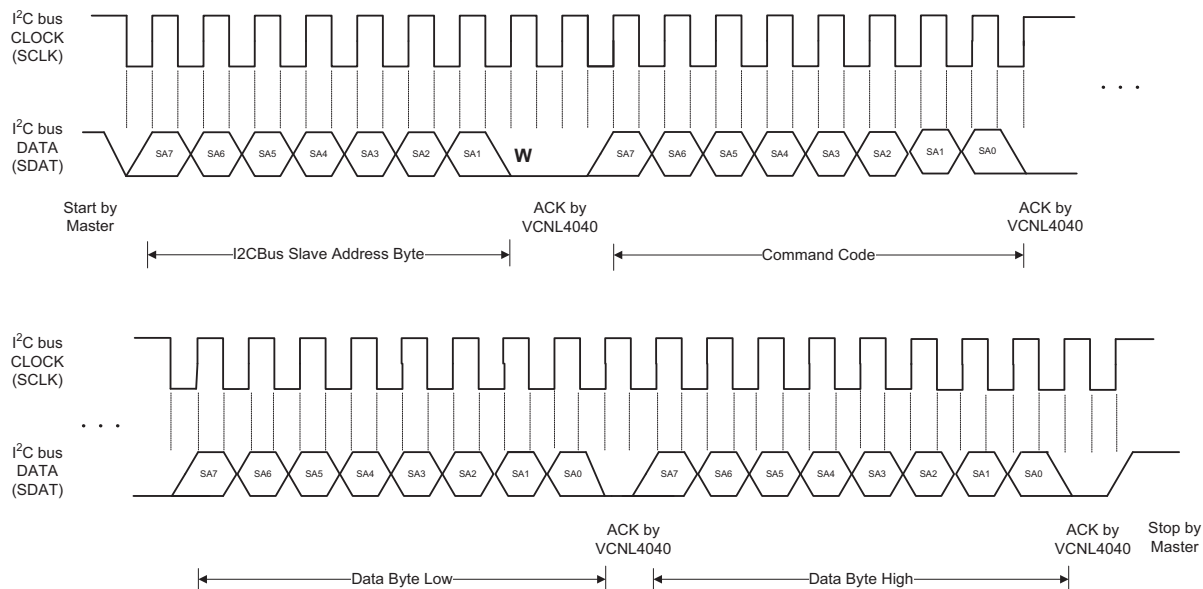 I²C bus
CLOCK
(SCLK)
. . .
I²C bus
DATA
(SDAT)
SA7 SA6 SA5 SA4 SA3 SA2 SA1 W SA7 SA6 SA5 SA4 SA3 SA2 SA1 SA0
Start by
Master
ACK by
VCNL4040
ACK by
VCNL4040
I2CBus Slave Address Byte
Command Code
I²C bus
CLOCK
(SCLK)
. . .
I²C bus
DATA
(SDAT)
SA7 SA6 SA5 SA4 SA3 SA2 SA1 SA0 SA7 SA6 SA5 SA4 SA3 SA2 SA1 SA0
ACK by
VCNL4040
ACK by
VCNL4040
Stop by
Master
Data Byte Low
Data Byte High